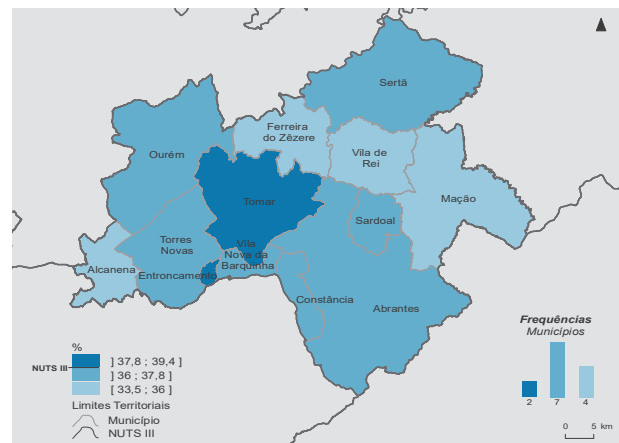 Sertã
Ferreira
do Zêzere
Vila de
Rei
Ourém
Mação
Tomar
Sardoal
Torres
Novas
Vila
Nova da
Barquinha
Alcanena
Entroncamento
Constância
Abrantes
%
NUTS III
] 37,8 ; 39,4 ]
] 36 ; 37,8 ]
[ 33,5 ; 36 ]
Limites Territoriais
Município
NUTS III
Frequências
Municípios
2
7
4
0 5 km